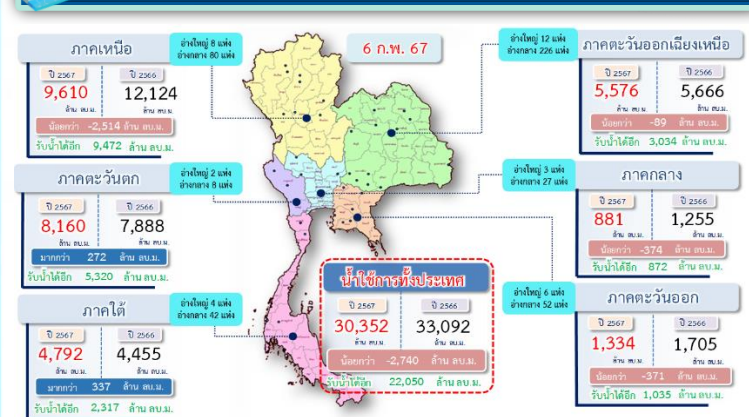 6 ก.พ. 67
ภาคเหนือ
อ่างใหญ่ 8 แห่ง
อ่างกลาง 80 แห่ง
ปี 2567
ปี 2566
9,610
12,124
ล้าน ลบ.ม.
ล้าน ลบ.ม.
น้อยกว่า -2,514 ล้าน ลบ.ม.
รับน้ำได้อีก 9,472 ล้าน ลบ.ม.
อ่างใหญ่ 12 แห่ง
อ่างกลาง 226 แห่ง
ภาคตะวันออกเฉียงเหนือ
ปี 2567
ปี 2566
5,576
5,666
ล้าน ลบ.ม.
ล้าน ลบ.ม.
น้อยกว่า -89 ล้าน ลบ.ม.
รับน้ำได้อีก 3,034 ล้าน ลบ.ม.
ภาคตะวันตก
อ่างใหญ่ 2 แห่ง
อ่างกลาง 8 แห่ง
ปี 2567
ปี 2566
8,160
7,888
ล้าน ลบ.ม.
ล้าน ลบ.ม.
มากกว่า 272 ล้าน ลบ.ม.
รับน้ำได้อีก 5,320 ล้าน ลบ.ม.
อ่างใหญ่ 3 แห่ง
อ่างกลาง 27 แห่ง
ภาคกลาง
ปี 2567
ปี 2566
881
1,255
ล้าน ลบ.ม.
ล้าน ลบ.ม.
น้อยกว่า -374 ล้าน ลบ.ม.
รับน้ำได้อีก 872 ล้าน ลบ.ม.
ภาคใต้
อ่างใหญ่ 4 แห่ง
อ่างกลาง 42 แห่ง
ปี 2567
ปี 2566
4,792
4,455
ล้าน ลบ.ม.
ล้าน ลบ.ม.
มากกว่า 337 ล้าน ลบ.ม.
รับน้ำได้อีก 2,317 ล้าน ลบ.ม.
น้ำใช้การทั้งประเทศ
ปี 2567
ปี 2566
30,352
33,092
ล้าน ลบ.ม.
ล้าน ลบ.ม.
น้อยกว่า -2,740 ล้าน ลบ.ม.
รับน้ำได้อีก 22,050 ล้าน ลบ.ม.
อ่างใหญ่ 6 แห่ง
อ่างกลาง 52 แห่ง
ภาคตะวันออก
ปี 2567
ปี 2566
1,334
1,705
ล้าน ลบ.ม.
ล้าน ลบ.ม.
น้อยกว่า -371 ล้าน ลบ.ม.
รับน้ำได้อีก 1,035 ล้าน ลบ.ม.